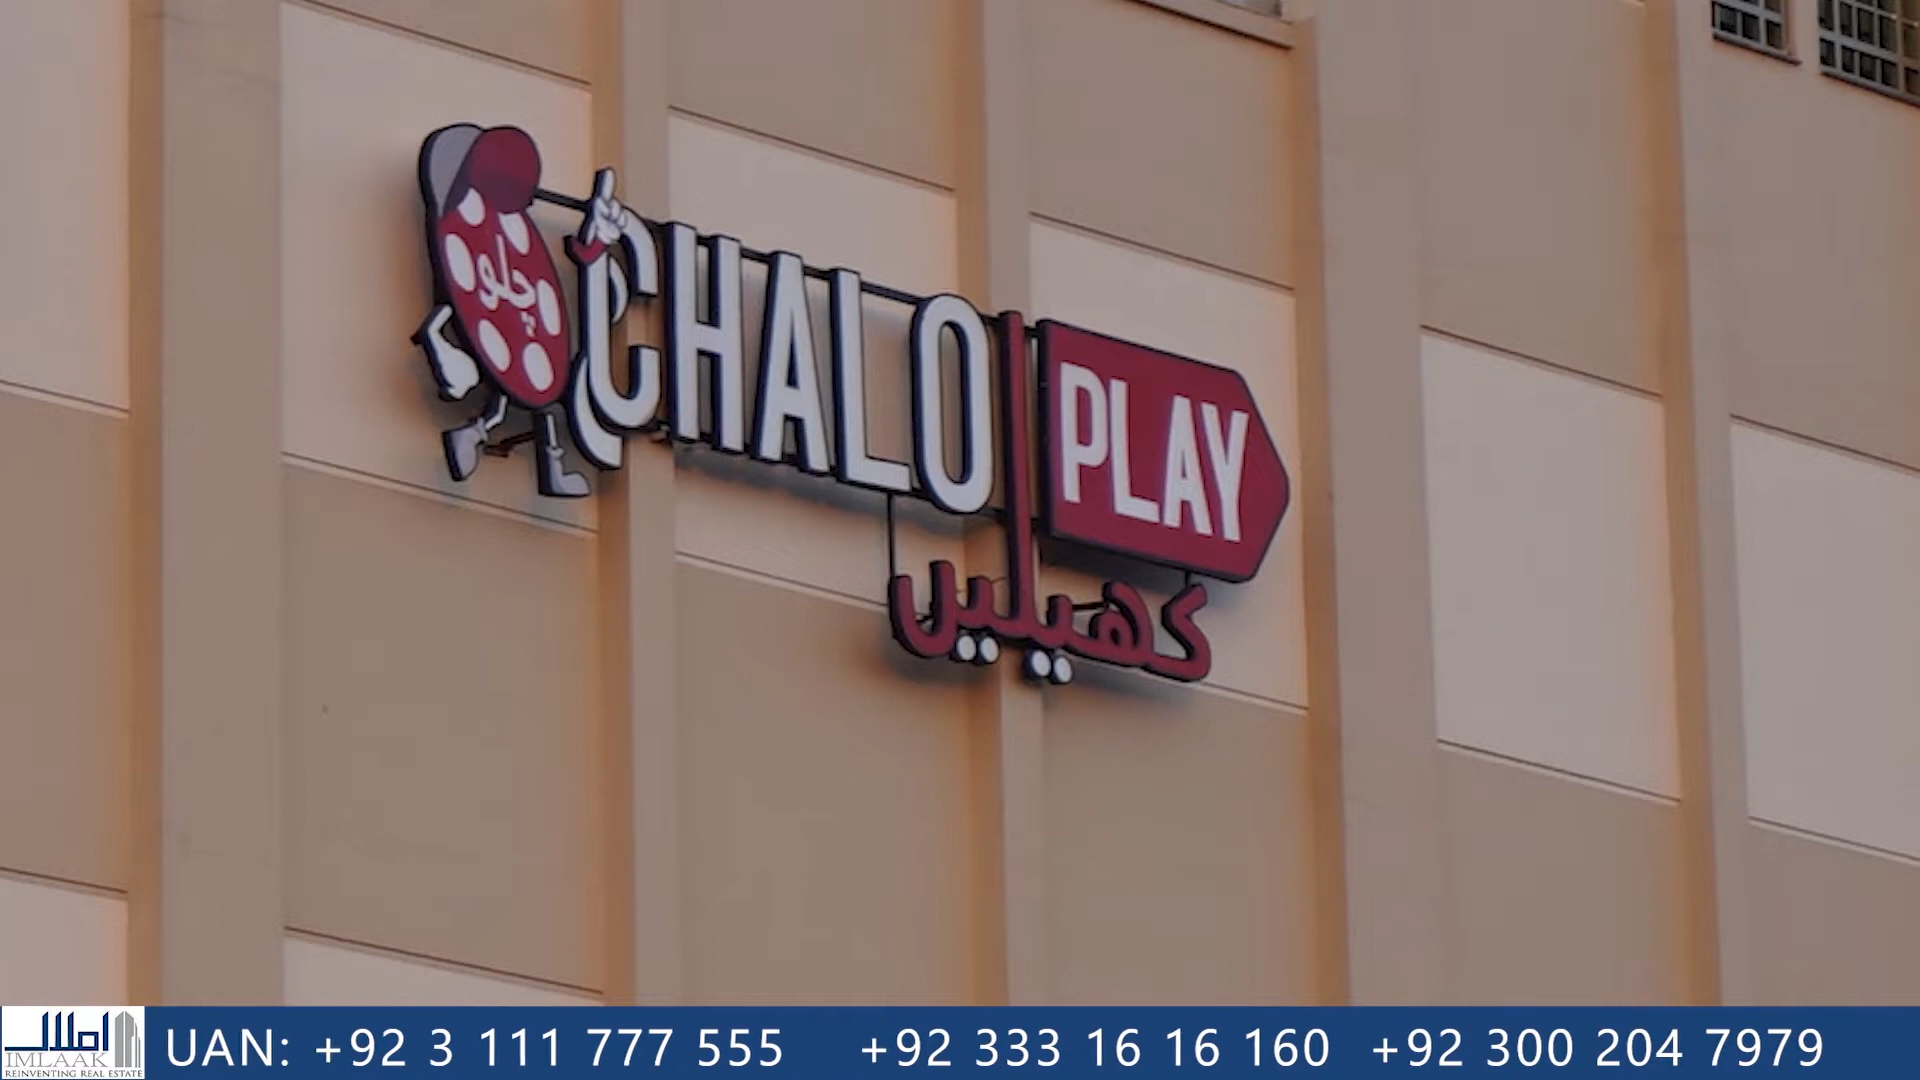 چلو
CHALO
PLAY
کھیلیں
املاک
IMLAAK
REINVENTING REAL ESTATE
UAN: +92 3 111 777 555 +92 333 16 16 160 +92 300 204 7979